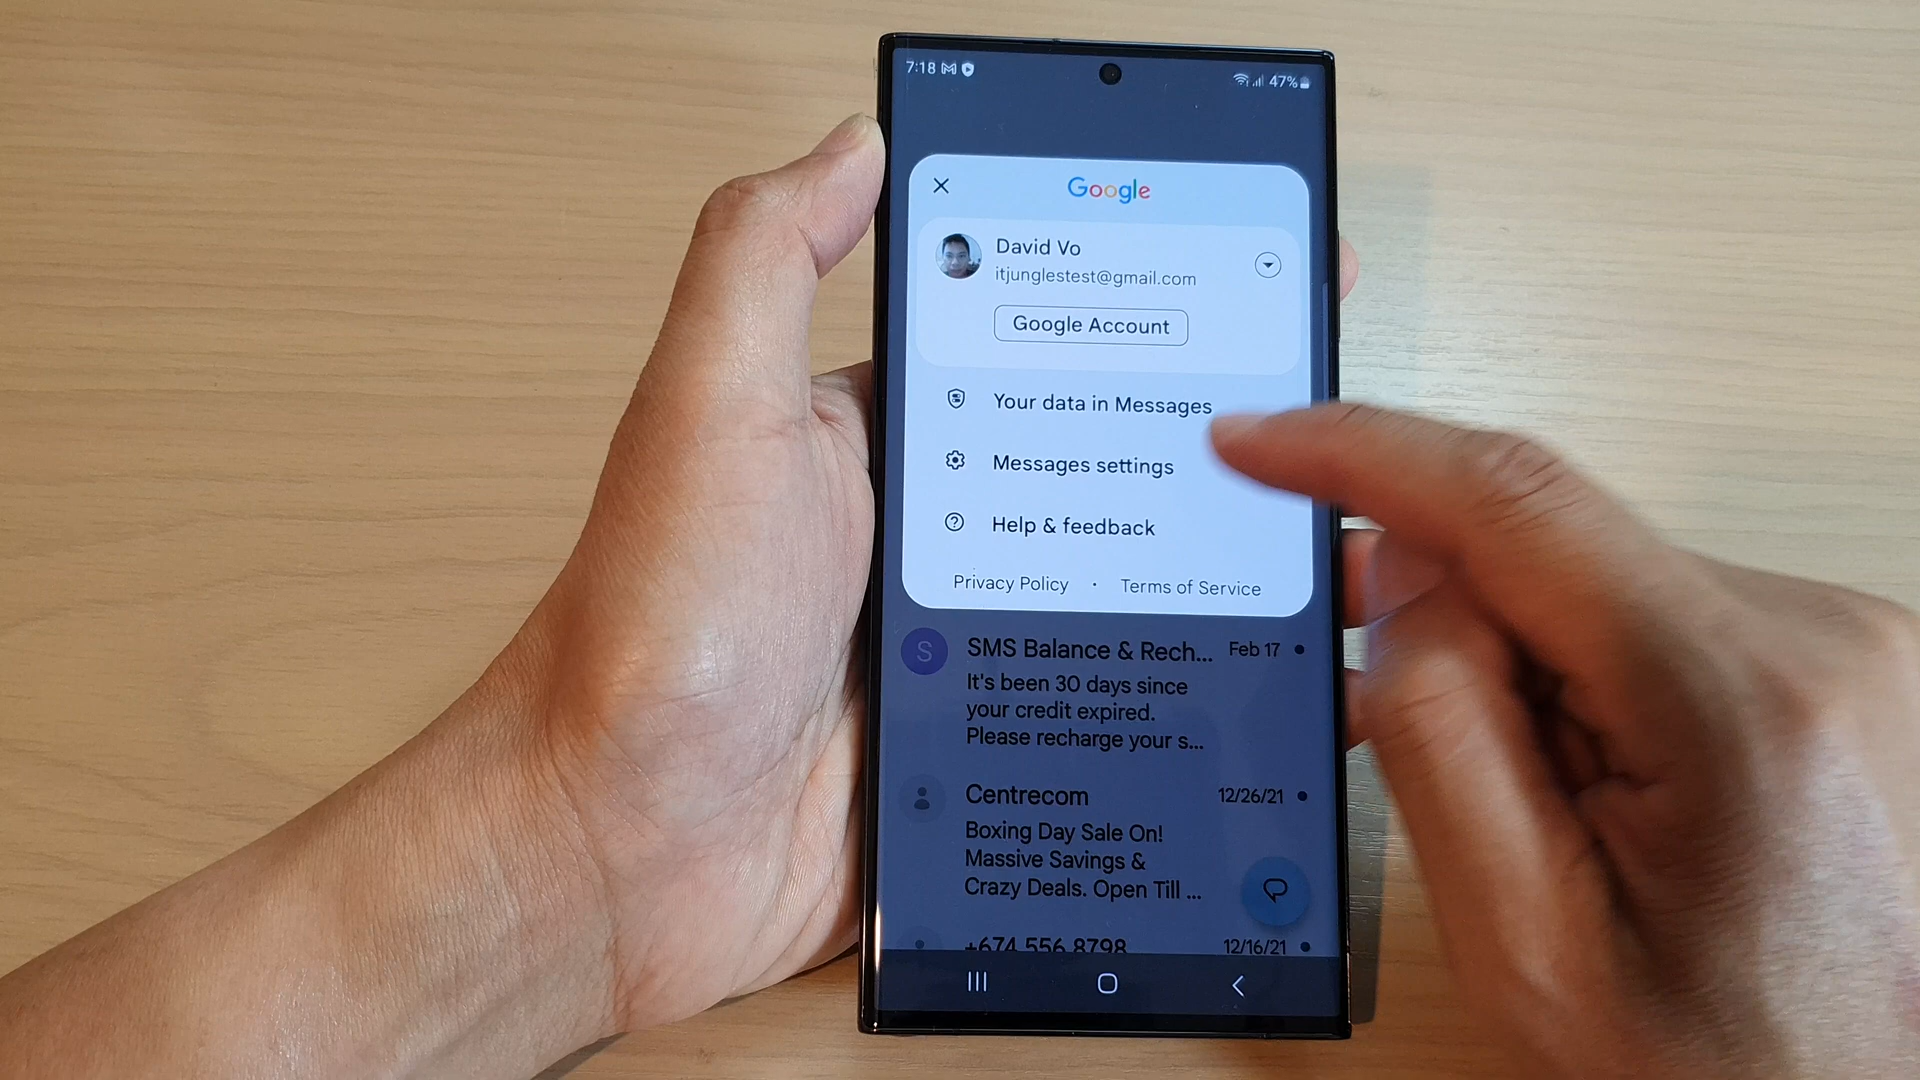 7:18
47%
Google
David Vo
itjunglestest@gmail.com
Google Account
Your data in Messages
Messages settings
Help & feedback
Privacy Policy · Terms of Service
S
SMS Balance & Rech... Feb 17
It's been 30 days since
your credit expired.
Please recharge your s...
Centrecom 12/26/21
Boxing Day Sale On!
Massive Savings &
Crazy Deals. Open Till ...
+674 556 8798 12/16/21